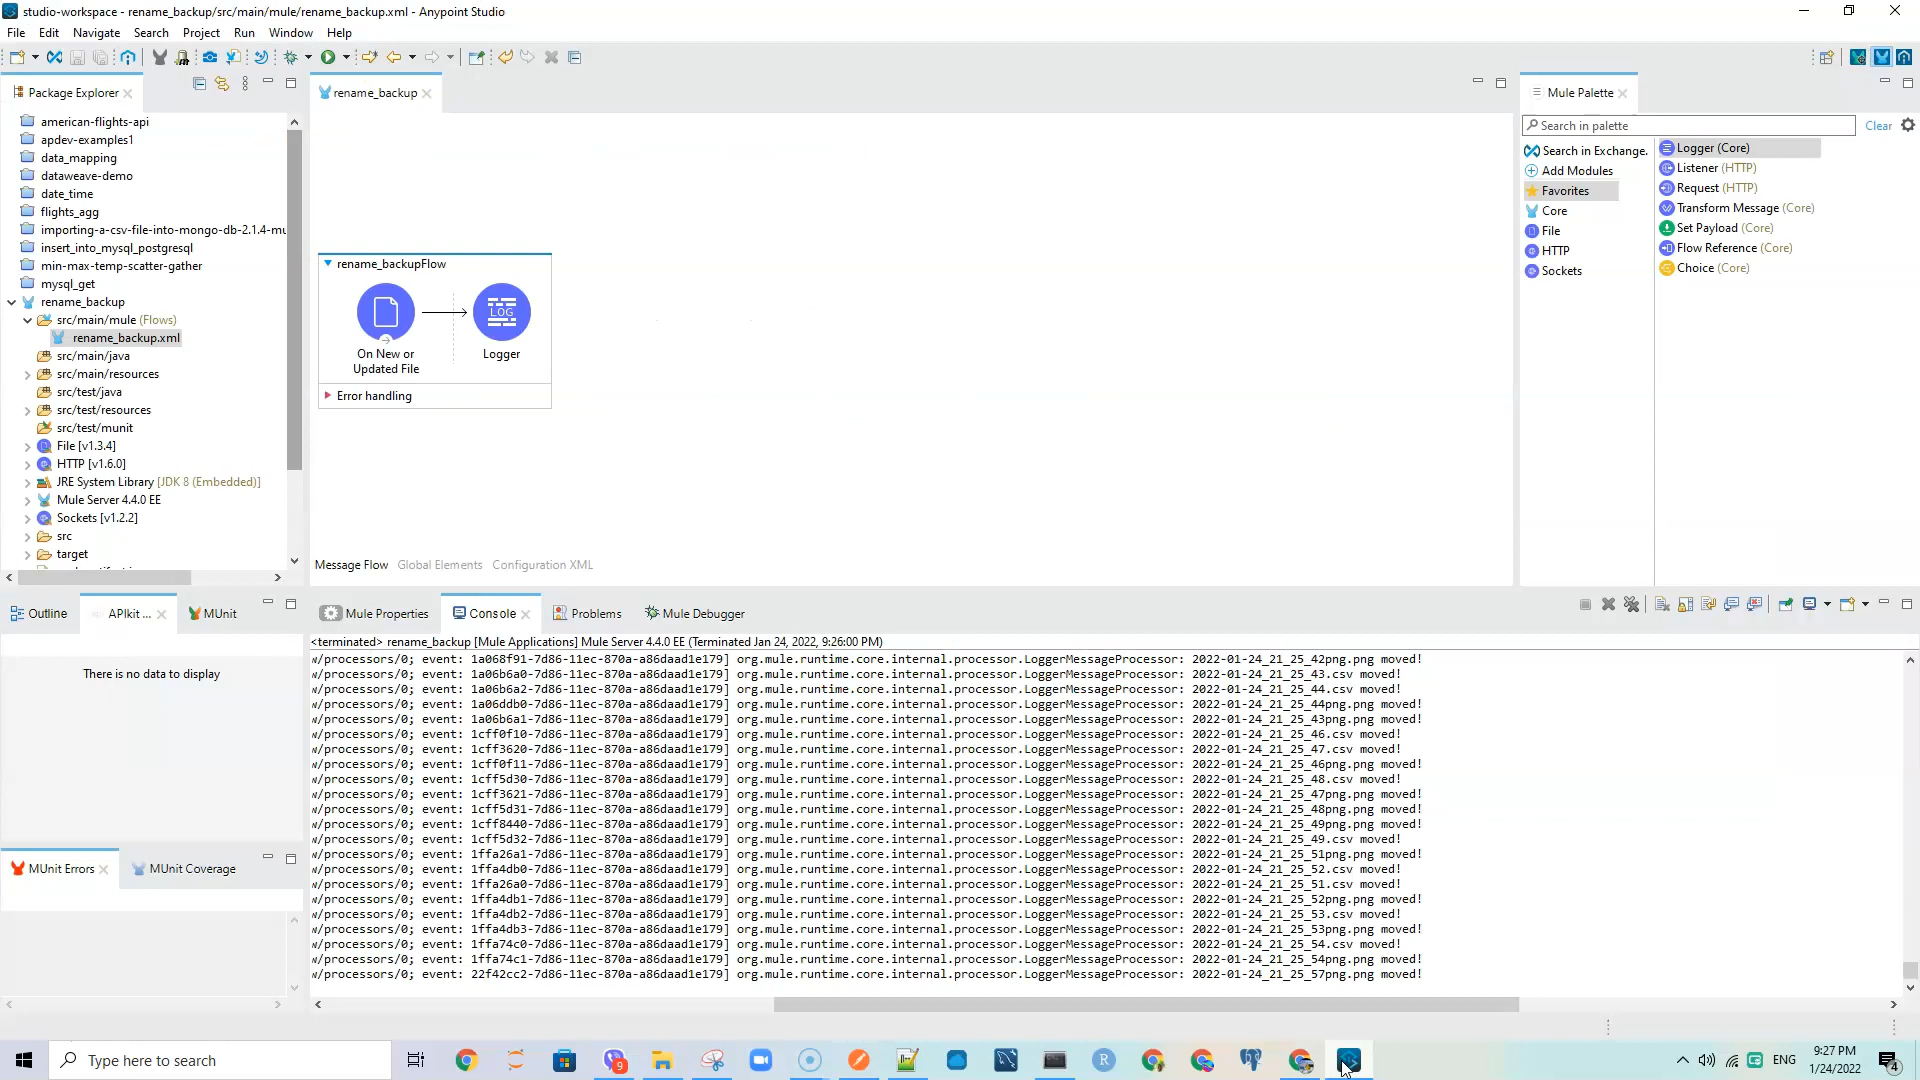 studio-workspace - rename_backup/src/main/mule/rename_backup.xml - Anypoint Studio
File Edit Navigate Search Project Run Window Help
Package Explorer
american-flights-api
apdev-examples1
data_mapping
dataweave-demo
date_time
flights_agg
importing-a-csv-file-into-mongo-db-2.1.4-mu
insert_into_mysql_postgresql
min-max-temp-scatter-gather
mysql_get
rename_backup
src/main/mule (Flows)
rename_backup.xml
src/main/java
src/main/resources
src/test/java
src/test/resources
src/test/munit
File [v1.3.4]
HTTP [v1.6.0]
JRE System Library [JDK 8 (Embedded)]
Mule Server 4.4.0 EE
Sockets [v1.2.2]
src
target
rename_backup
rename_backupFlow
LOG
On New or
Updated File
Logger
Error handling
Message Flow Global Elements Configuration XML
Mule Palette
Search in palette
Clear
Search in Exchange.
Add Modules
Favorites
Core
File
HTTP
Sockets
Logger (Core)
Listener (HTTP)
Request (HTTP)
Transform Message (Core)
Set Payload (Core)
Flow Reference (Core)
Choice (Core)
Outline
APIkit ...
MUnit
There is no data to display
MUnit Errors
MUnit Coverage
Mule Properties
Console
Problems
Mule Debugger
<terminated> rename_backup [Mule Applications] Mule Server 4.4.0 EE (Terminated Jan 24, 2022, 9:26:00 PM)
w/processors/0; event: 1a068f91-7d86-11ec-870a-a86daad1e179] org.mule.runtime.core.internal.processor.LoggerMessageProcessor: 2022-01-24_21_25_42png.png moved!
w/processors/0; event: 1a06b6a0-7d86-11ec-870a-a86daad1e179] org.mule.runtime.core.internal.processor.LoggerMessageProcessor: 2022-01-24_21_25_43.csv moved!
w/processors/0; event: 1a06b6a2-7d86-11ec-870a-a86daad1e179] org.mule.runtime.core.internal.processor.LoggerMessageProcessor: 2022-01-24_21_25_44.csv moved!
w/processors/0; event: 1a06ddb0-7d86-11ec-870a-a86daad1e179] org.mule.runtime.core.internal.processor.LoggerMessageProcessor: 2022-01-24_21_25_44png.png moved!
w/processors/0; event: 1a06b6a1-7d86-11ec-870a-a86daad1e179] org.mule.runtime.core.internal.processor.LoggerMessageProcessor: 2022-01-24_21_25_43png.png moved!
w/processors/0; event: 1cff0f10-7d86-11ec-870a-a86daad1e179] org.mule.runtime.core.internal.processor.LoggerMessageProcessor: 2022-01-24_21_25_46.csv moved!
w/processors/0; event: 1cff3620-7d86-11ec-870a-a86daad1e179] org.mule.runtime.core.internal.processor.LoggerMessageProcessor: 2022-01-24_21_25_47.csv moved!
w/processors/0; event: 1cff0f11-7d86-11ec-870a-a86daad1e179] org.mule.runtime.core.internal.processor.LoggerMessageProcessor: 2022-01-24_21_25_46png.png moved!
w/processors/0; event: 1cff5d30-7d86-11ec-870a-a86daad1e179] org.mule.runtime.core.internal.processor.LoggerMessageProcessor: 2022-01-24_21_25_48.csv moved!
w/processors/0; event: 1cff3621-7d86-11ec-870a-a86daad1e179] org.mule.runtime.core.internal.processor.LoggerMessageProcessor: 2022-01-24_21_25_47png.png moved!
w/processors/0; event: 1cff5d31-7d86-11ec-870a-a86daad1e179] org.mule.runtime.core.internal.processor.LoggerMessageProcessor: 2022-01-24_21_25_48png.png moved!
w/processors/0; event: 1cff8440-7d86-11ec-870a-a86daad1e179] org.mule.runtime.core.internal.processor.LoggerMessageProcessor: 2022-01-24_21_25_49png.png moved!
w/processors/0; event: 1cff5d32-7d86-11ec-870a-a86daad1e179] org.mule.runtime.core.internal.processor.LoggerMessageProcessor: 2022-01-24_21_25_49.csv moved!
w/processors/0; event: 1ffa26a1-7d86-11ec-870a-a86daad1e179] org.mule.runtime.core.internal.processor.LoggerMessageProcessor: 2022-01-24_21_25_51png.png moved!
w/processors/0; event: 1ffa4db0-7d86-11ec-870a-a86daad1e179] org.mule.runtime.core.internal.processor.LoggerMessageProcessor: 2022-01-24_21_25_52.csv moved!
w/processors/0; event: 1ffa26a0-7d86-11ec-870a-a86daad1e179] org.mule.runtime.core.internal.processor.LoggerMessageProcessor: 2022-01-24_21_25_51.csv moved!
w/processors/0; event: 1ffa4db1-7d86-11ec-870a-a86daad1e179] org.mule.runtime.core.internal.processor.LoggerMessageProcessor: 2022-01-24_21_25_52png.png moved!
w/processors/0; event: 1ffa4db2-7d86-11ec-870a-a86daad1e179] org.mule.runtime.core.internal.processor.LoggerMessageProcessor: 2022-01-24_21_25_53.csv moved!
w/processors/0; event: 1ffa4db3-7d86-11ec-870a-a86daad1e179] org.mule.runtime.core.internal.processor.LoggerMessageProcessor: 2022-01-24_21_25_53png.png moved!
w/processors/0; event: 1ffa74c0-7d86-11ec-870a-a86daad1e179] org.mule.runtime.core.internal.processor.LoggerMessageProcessor: 2022-01-24_21_25_54.csv moved!
w/processors/0; event: 1ffa74c1-7d86-11ec-870a-a86daad1e179] org.mule.runtime.core.internal.processor.LoggerMessageProcessor: 2022-01-24_21_25_54png.png moved!
w/processors/0; event: 22f42cc2-7d86-11ec-870a-a86daad1e179] org.mule.runtime.core.internal.processor.LoggerMessageProcessor: 2022-01-24_21_25_57png.png moved!
Type here to search
9
R
ENG
9:27 PM
1/24/2022
4